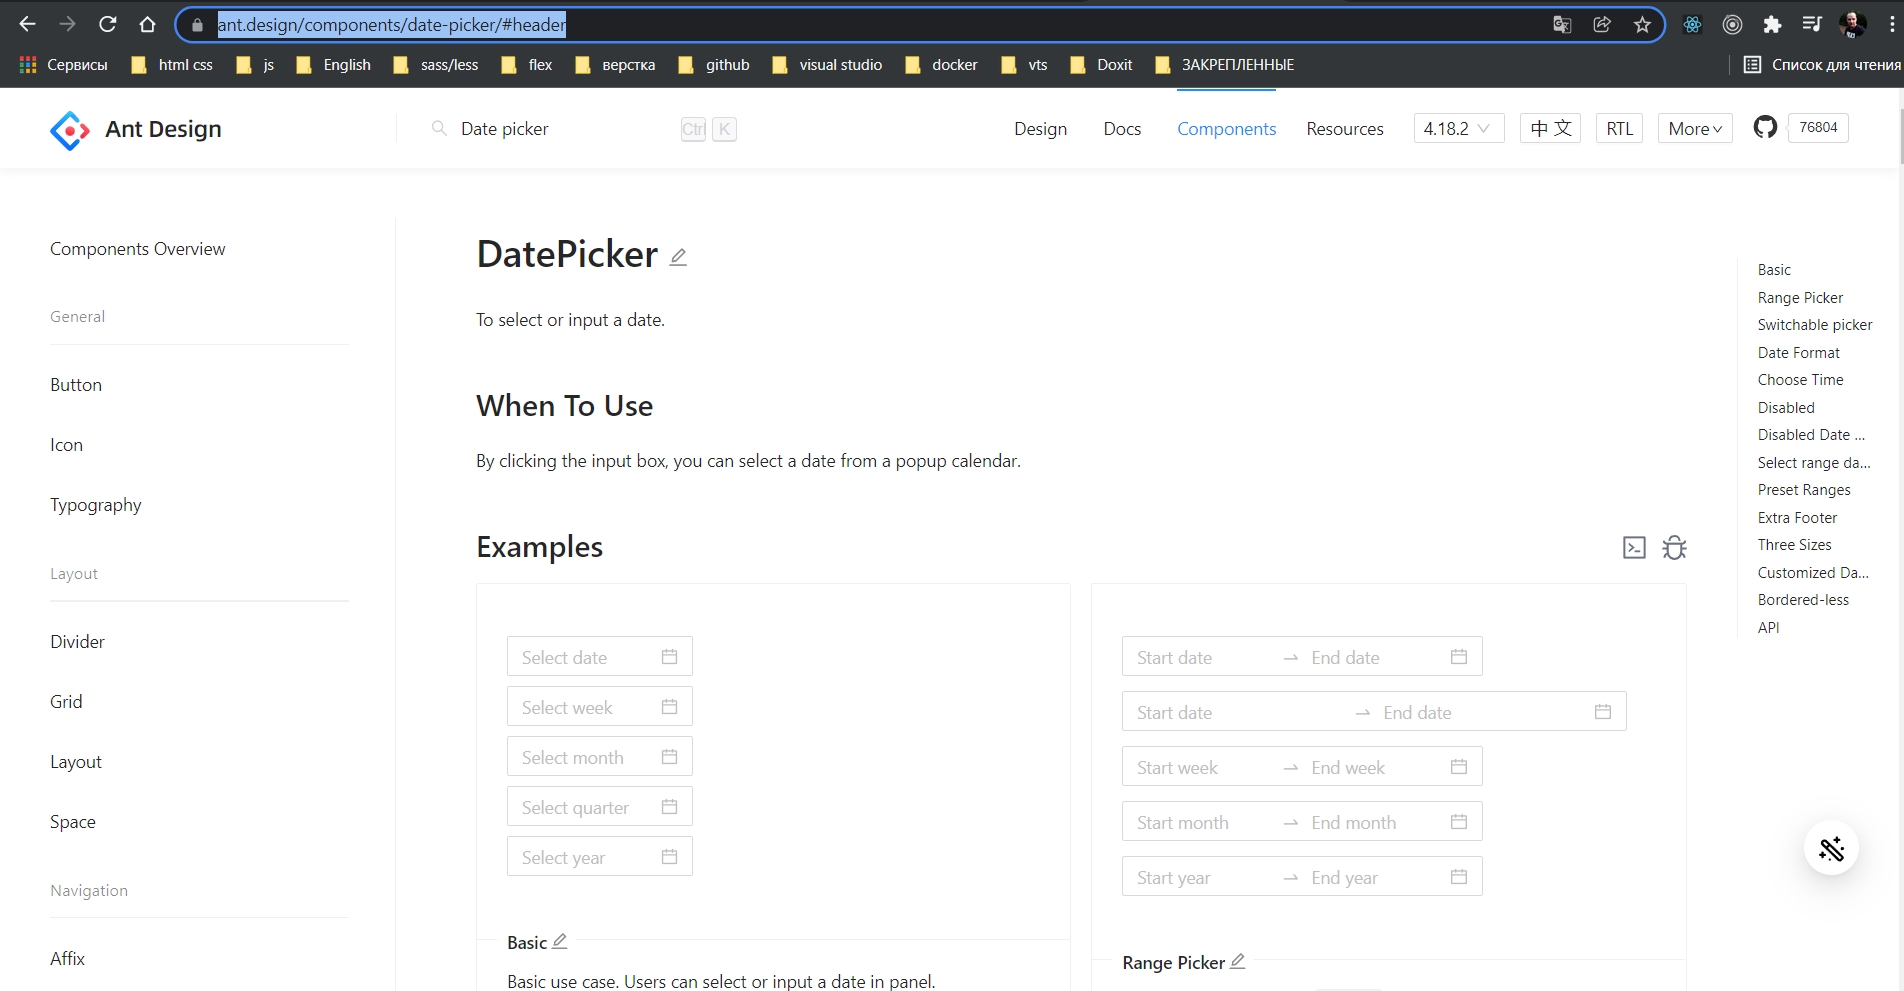 ant.design/components/date-picker/#header
Сервисы html css js English sass/less flex верстка github visual studio docker vts Doxit ЗАКРЕПЛЕННЫЕ Список для чтения
Ant Design Date picker Ctrl K Design Docs Components Resources 4.18.2 中 文 RTL More 76804
Components Overview
General
Button
Icon
Typography
Layout
Divider
Grid
Layout
Space
Navigation
Affix
DatePicker
To select or input a date.
When To Use
By clicking the input box, you can select a date from a popup calendar.
Examples
Select date
Select week
Select month
Select quarter
Select year
Basic
Basic use case. Users can select or input a date in panel.
Start date → End date
Start date → End date
Start week → End week
Start month → End month
Start year → End year
Range Picker
Basic
Range Picker
Switchable picker
Date Format
Choose Time
Disabled
Disabled Date ...
Select range da...
Preset Ranges
Extra Footer
Three Sizes
Customized Da...
Bordered-less
API